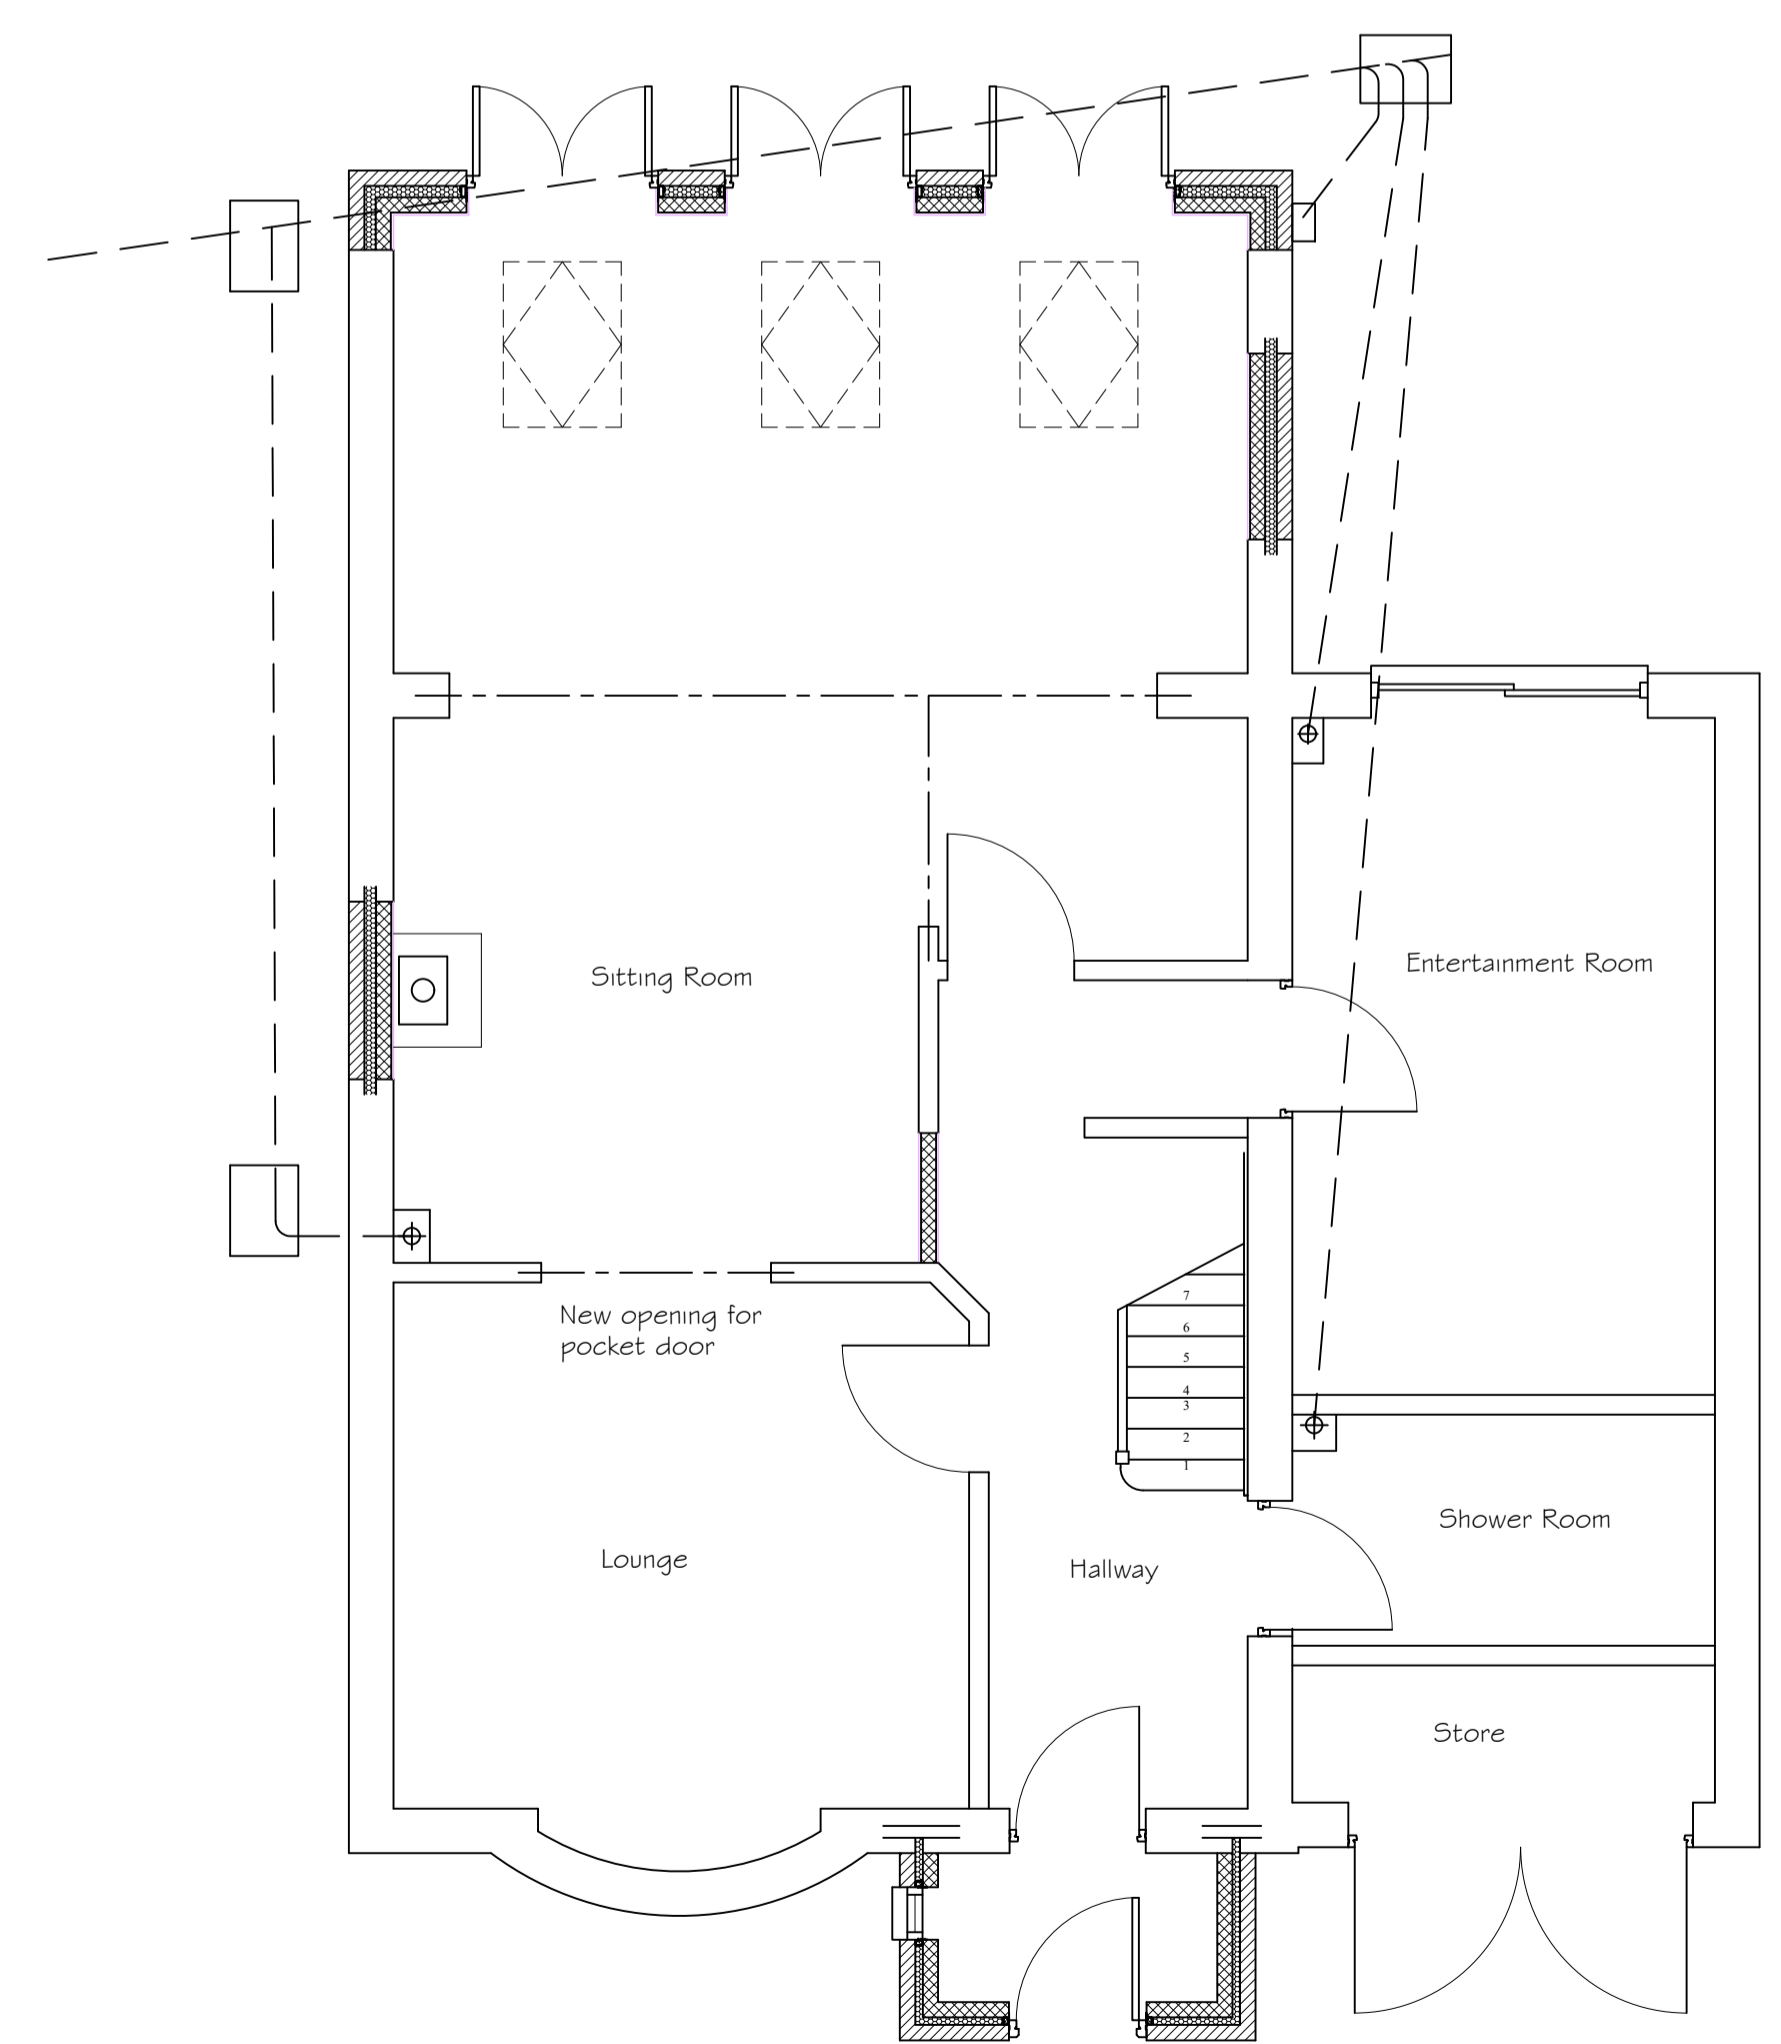 Sitting Room
Entertainment Room
New opening for
pocket door
7
6
5
4
3
2
1
Shower Room
Lounge
Hallway
Store